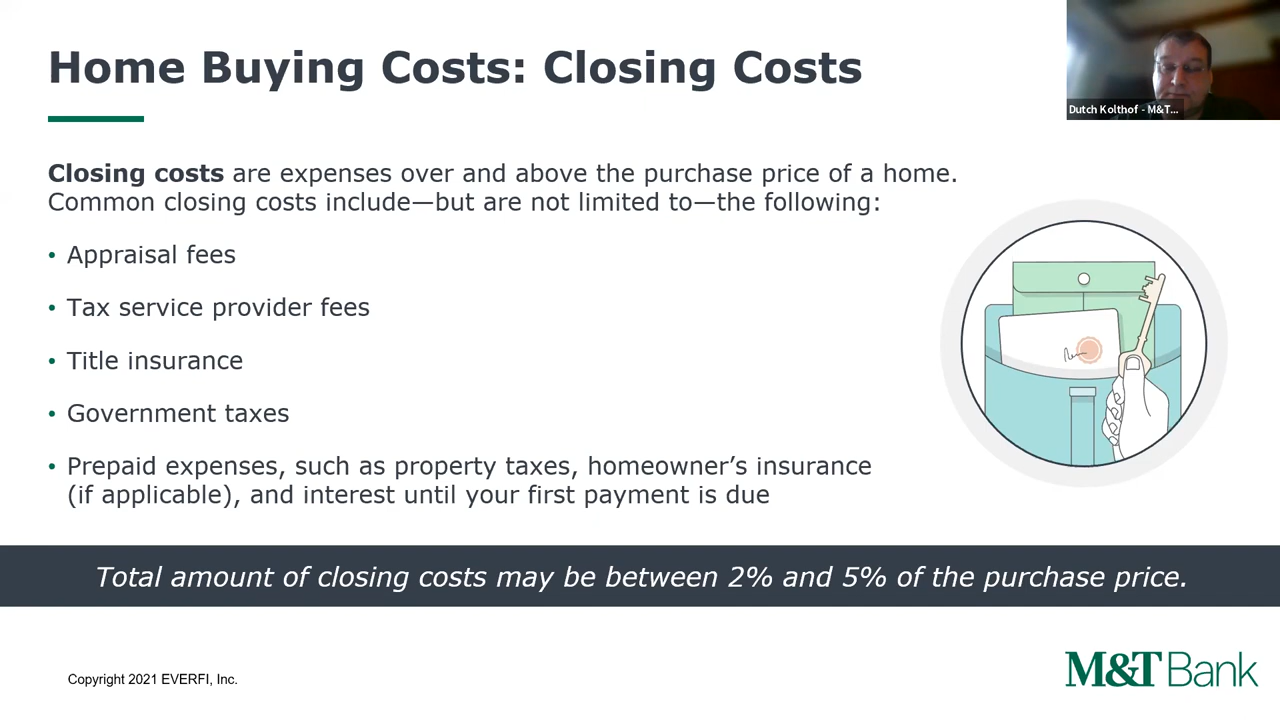 Home Buying Costs: Closing Costs
Dutch Kolthof - M&T...
Closing costs are expenses over and above the purchase price of a home.
Common closing costs include—but are not limited to—the following:
• Appraisal fees
• Tax service provider fees
• Title insurance
• Government taxes
• Prepaid expenses, such as property taxes, homeowner’s insurance
(if applicable), and interest until your first payment is due
Total amount of closing costs may be between 2% and 5% of the purchase price.
Copyright 2021 EVERFI, Inc.
M&T Bank